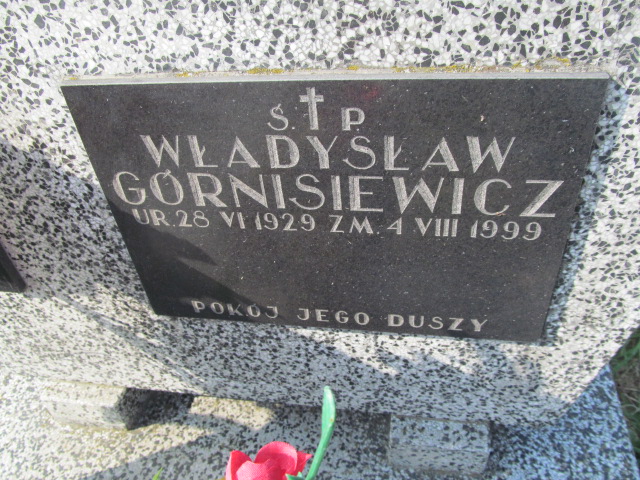 Ś. P.
WŁADYSŁAW
GÓRNISIEWICZ
UR. 28 VI 1929 ZM. 4 VIII 1999
POKÓJ JEGO DUSZY